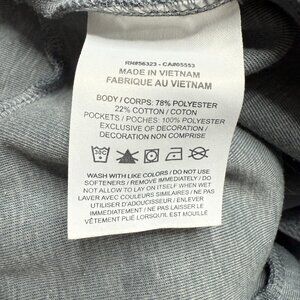 RN#56323 - CA#05553
MADE IN VIETNAM
FABRIQUE AU VIETNAM
BODY / CORPS: 78% POLYESTER
22% COTTON / COTON
POCKETS / POCHES: 100% POLYESTER
EXCLUSIVE OF DECORATION /
DECORATION NON COMPRISE
WASH WITH LIKE COLORS / DO NOT USE
SOFTENERS / REMOVE IMMEDIATELY / DO
NOT ALLOW TO LAY ON ITSELF WHEN WET
LAVER AVEC COULEURS SIMILAIRES / NE PAS
UTILISER D'ADOUCISSANT / NE PAS LAISSER LE
VÊTEMENT PLIÉ LORSQU'IL EST MOUILLÉ